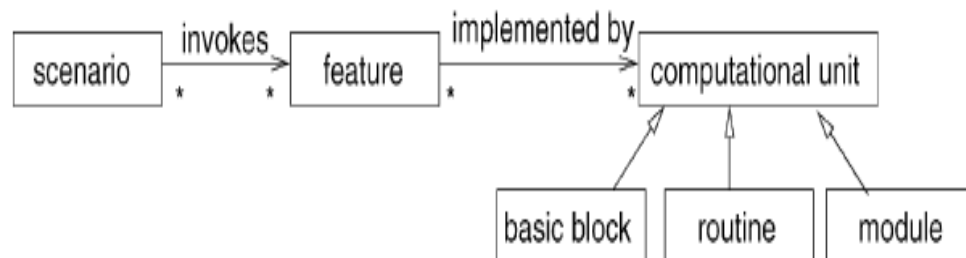 invokes
implemented by
scenario
feature
computational unit
* * * *
basic block
routine
module